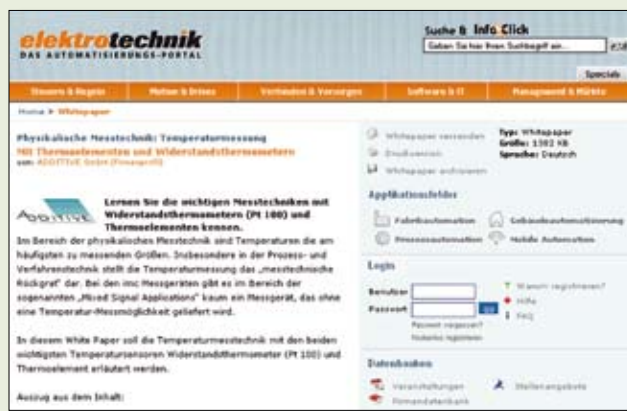 elektrotechnik
DAS AUTOMATISIERUNGS-PORTAL
Suche & Info Click
Geben Sie hier Ihren Suchbegriff ein...
Specials
Steuern & Regeln
Motion & Drives
Verbinden & Versorgen
Software & IT
Management & Märkte
Home > Whitepaper
Physikalische Messtechnik: Temperaturmessung
Mit Thermoelementen und Widerstandsthermometern
von: ADDITIVE GmbH (Firmenprofil)
ADDITIVE
Lernen Sie die wichtigen Messtechniken mit
Widerstandsthermometern (Pt 100) und
Thermoelementen kennen.
Im Bereich der physikalischen Messtechnik sind Temperaturen die am
häufigsten zu messenden Größen. Insbesondere in der Prozess- und
Verfahrenstechnik stellt die Temperaturmessung das „messtechnische
Rückgrat" dar. Bei den imc Messgeräten gibt es im Bereich der
sogenannten „Mixed Signal Applications" kaum ein Messgerät, das ohne
eine Temperatur-Messmöglichkeit geliefert wird.
In diesem White Paper soll die Temperaturmesstechnik mit den beiden
wichtigsten Temperatursensoren Widerstandsthermometer (Pt 100) und
Thermoelement erläutert werden.
Auszug aus dem Inhalt:
Whitepaper versenden
Druckversion
Whitepaper archivieren
Typ: Whitepaper
Größe: 1382 KB
Sprache: Deutsch
Applikationsfelder
Fabrikautomation
Gebäudeautomatisierung
Prozessautomation
Mobile Automation
Login
Benutzer
Passwort
Passwort vergessen?
Kostenlos registrieren
Warum registrieren?
Hilfe
FAQ
Datenbanken
Veranstaltungen
Stellenangebote
Firmendatenbank